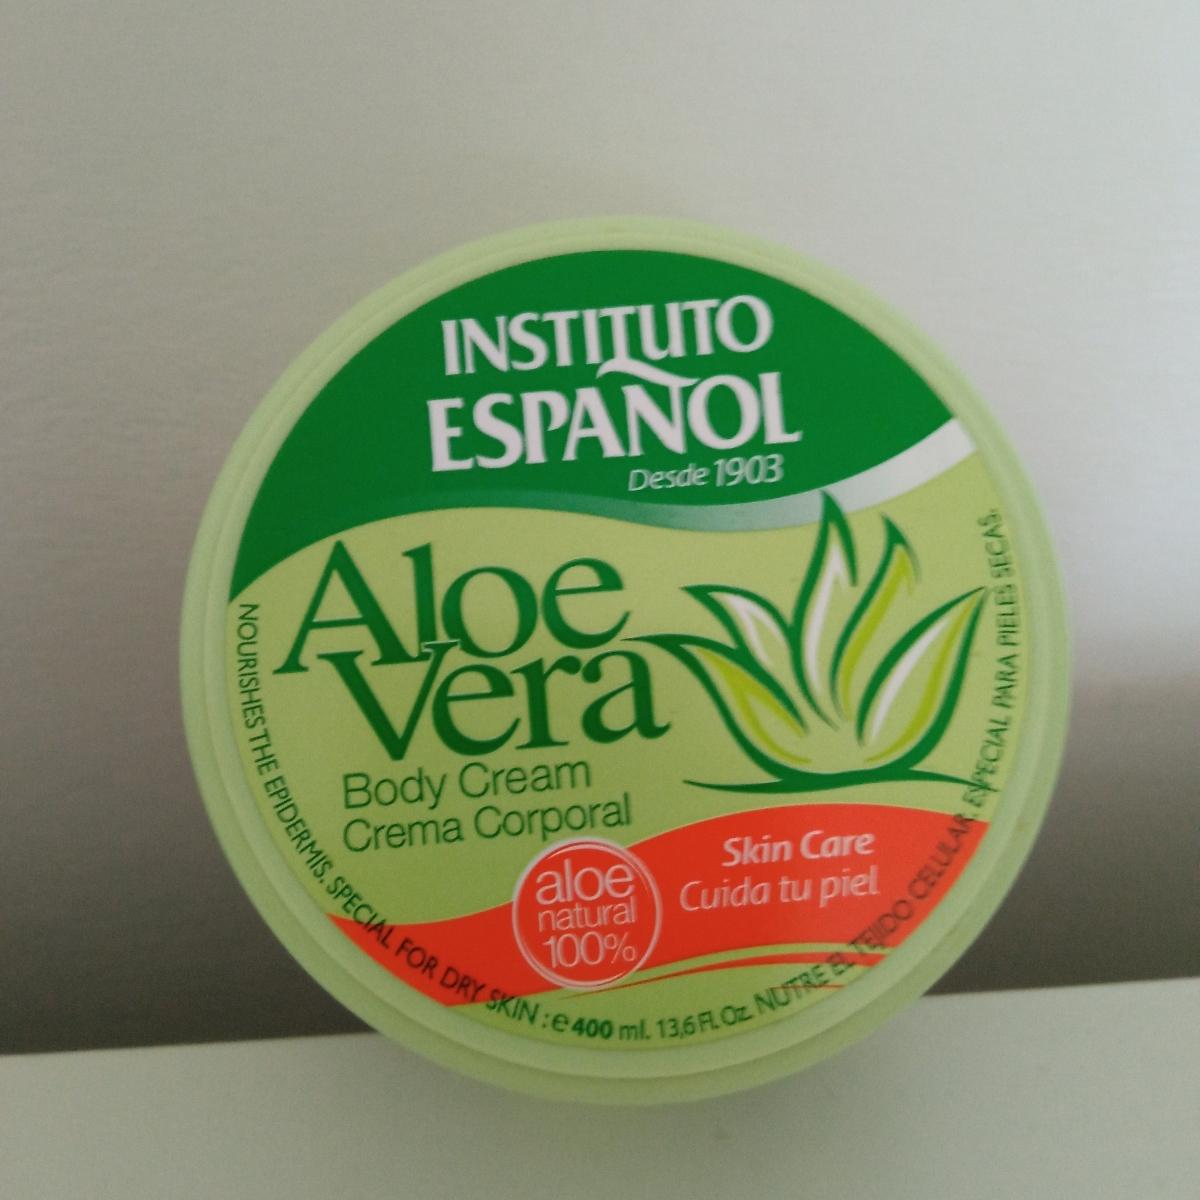 INSTITUTO
ESPAÑOL
Desde 1903
Aloe
Vera
Body Cream
Crema Corporal
Skin Care
Cuida tu piel
aloe
natural
100%
NOURISHES THE EPIDERMIS. SPECIAL FOR DRY SKIN : e 400 ml. 13,6 Fl. Oz. NUTRE EL TEJIDO CELULAR. ESPECIAL PARA PIELES SECAS.